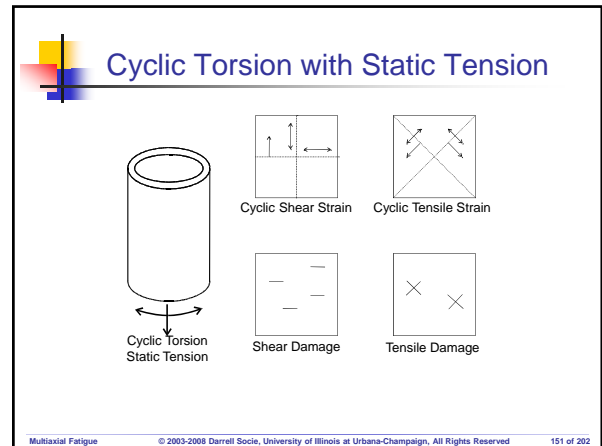 Cyclic Torsion with Static Tension
Cyclic Shear Strain
Cyclic Tensile Strain
Cyclic Torsion
Static Tension
Shear Damage
Tensile Damage
Multiaxial Fatigue
© 2003-2008 Darrell Socie, University of Illinois at Urbana-Champaign, All Rights Reserved
151 of 202